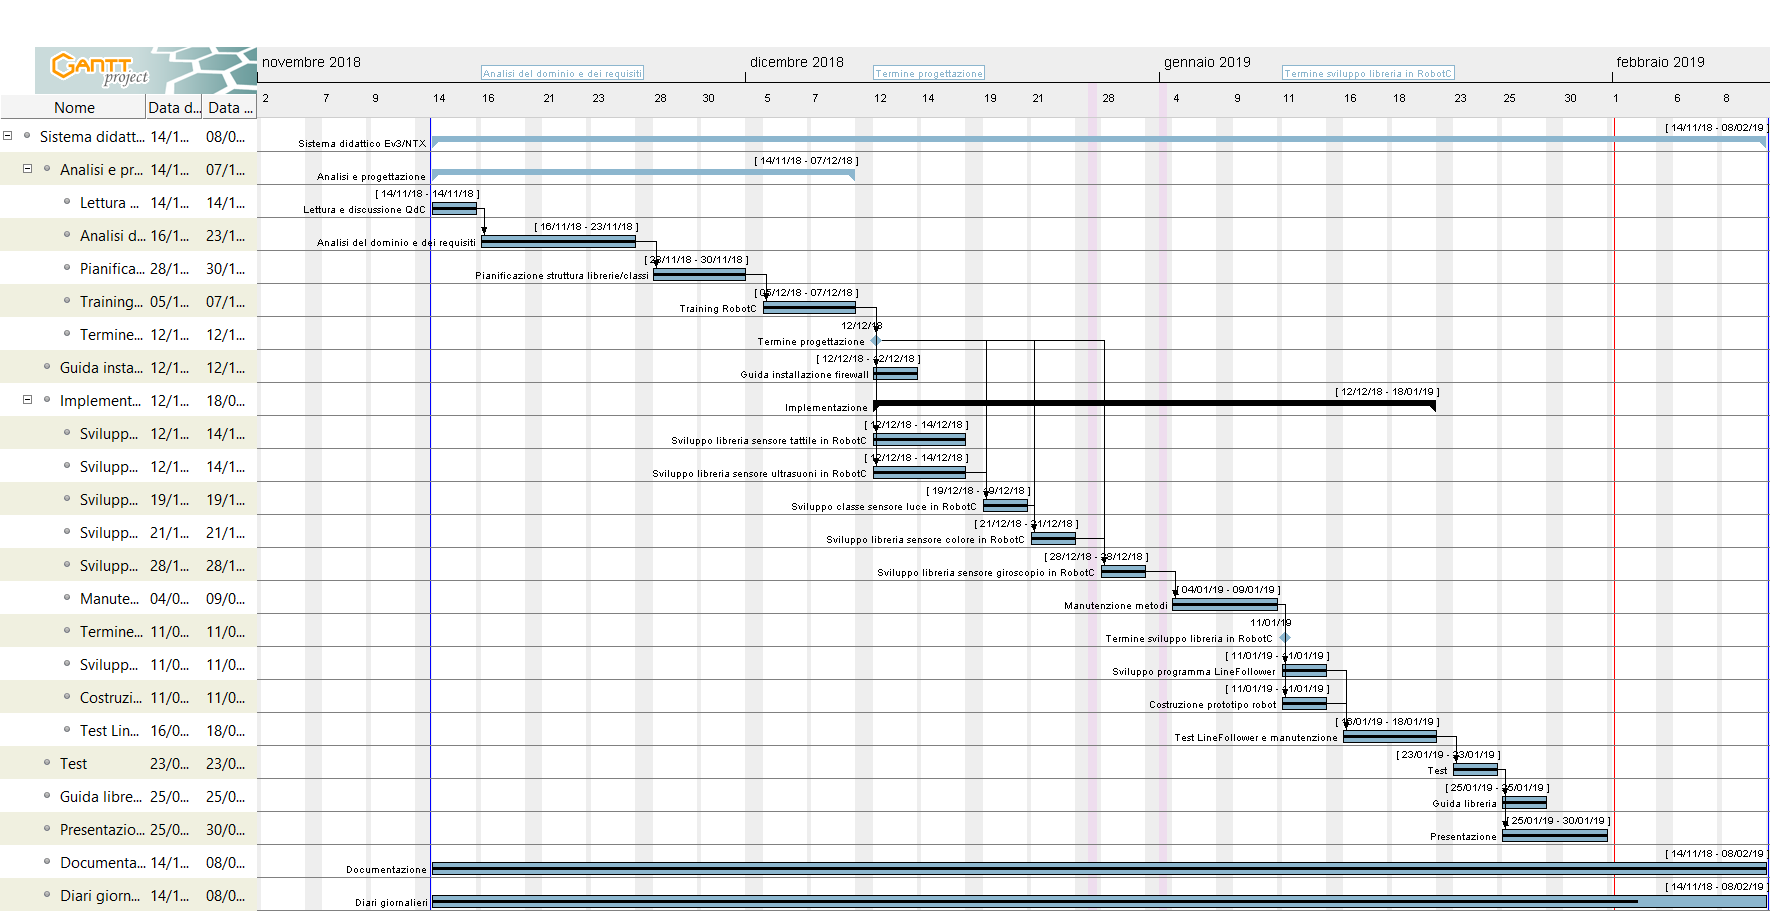 GANTT
project
novembre 2018
dicembre 2018
gennaio 2019
febbraio 2019
Analisi del dominio e dei requisiti
Termine progettazione
Termine sviluppo libreria in RobotC
Nome Data d... Data ...
2 7 9 14 16 21 23 28 30 5 7 12 14 19 21 28 4 9 11 16 18 23 25 30 1 6 8
Sistema didatt... 14/1... 08/0...
[ 14/11/18 - 08/02/19 ]
Sistema didattico Ev3/NTX
Analisi e pr... 14/1... 07/1...
[ 14/11/18 - 07/12/18 ]
Analisi e progettazione
Lettura ... 14/1... 14/1...
[ 14/11/18 - 14/11/18 ]
Lettura e discussione QdC
Analisi d... 16/1... 23/1...
[ 16/11/18 - 23/11/18 ]
Analisi del dominio e dei requisiti
Pianifica... 28/1... 30/1...
[ 28/11/18 - 30/11/18 ]
Pianificazione struttura librerie/classi
Training... 05/1... 07/1...
[ 05/12/18 - 07/12/18 ]
Training RobotC
Termine... 12/1... 12/1...
12/12/18
Termine progettazione
Guida insta... 12/1... 12/1...
[ 12/12/18 - 12/12/18 ]
Guida installazione firewall
Implement... 12/1... 18/0...
[ 12/12/18 - 18/01/19 ]
Implementazione
Svilupp... 12/1... 14/1...
[ 12/12/18 - 14/12/18 ]
Sviluppo libreria sensore tattile in RobotC
Svilupp... 12/1... 14/1...
[ 12/12/18 - 14/12/18 ]
Sviluppo libreria sensore ultrasuoni in RobotC
Svilupp... 19/1... 19/1...
[ 19/12/18 - 19/12/18 ]
Sviluppo classe sensore luce in RobotC
Svilupp... 21/1... 21/1...
[ 21/12/18 - 21/12/18 ]
Sviluppo libreria sensore colore in RobotC
Svilupp... 28/1... 28/1...
[ 28/12/18 - 28/12/18 ]
Sviluppo libreria sensore giroscopio in RobotC
Manute... 04/0... 09/0...
[ 04/01/19 - 09/01/19 ]
Manutenzione metodi
Termine... 11/0... 11/0...
11/01/19
Termine sviluppo libreria in RobotC
Svilupp... 11/0... 11/0...
[ 11/01/19 - 11/01/19 ]
Sviluppo programma LineFollower
Costruzi... 11/0... 11/0...
[ 11/01/19 - 11/01/19 ]
Costruzione prototipo robot
Test Lin... 16/0... 18/0...
[ 16/01/19 - 18/01/19 ]
Test LineFollower e manutenzione
Test 23/0... 23/0...
[ 23/01/19 - 23/01/19 ]
Test
Guida libre... 25/0... 25/0...
[ 25/01/19 - 25/01/19 ]
Guida libreria
Presentazio... 25/0... 30/0...
[ 25/01/19 - 30/01/19 ]
Presentazione
Documenta... 14/1... 08/0...
[ 14/11/18 - 08/02/19 ]
Documentazione
Diari giorn... 14/1... 08/0...
[ 14/11/18 - 08/02/19 ]
Diari giornalieri